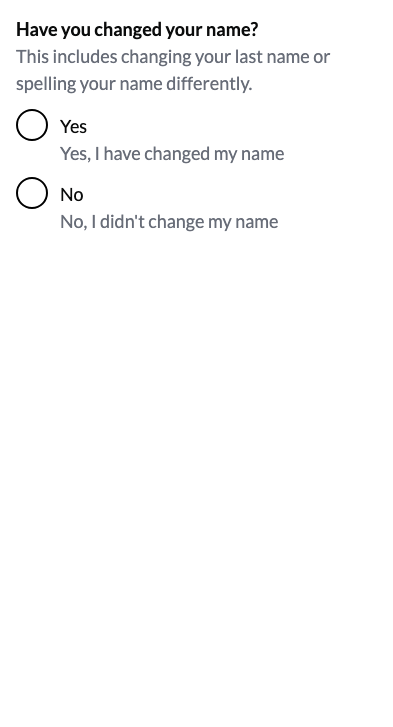 Have you changed your name?
This includes changing your last name or
spelling your name differently.
Yes
Yes, I have changed my name
No
No, I didn't change my name